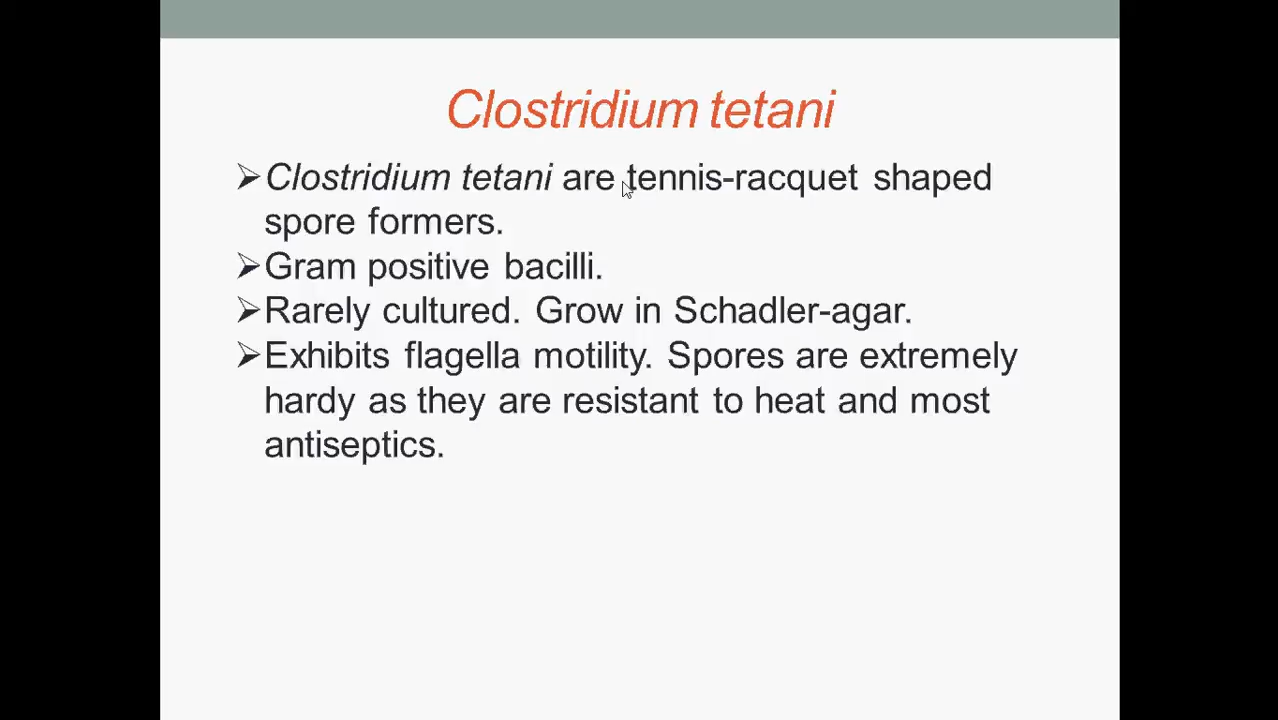 Clostridium tetani
➢Clostridium tetani are tennis-racquet shaped
spore formers.
➢Gram positive bacilli.
➢Rarely cultured. Grow in Schadler-agar.
➢Exhibits flagella motility. Spores are extremely
hardy as they are resistant to heat and most
antiseptics.